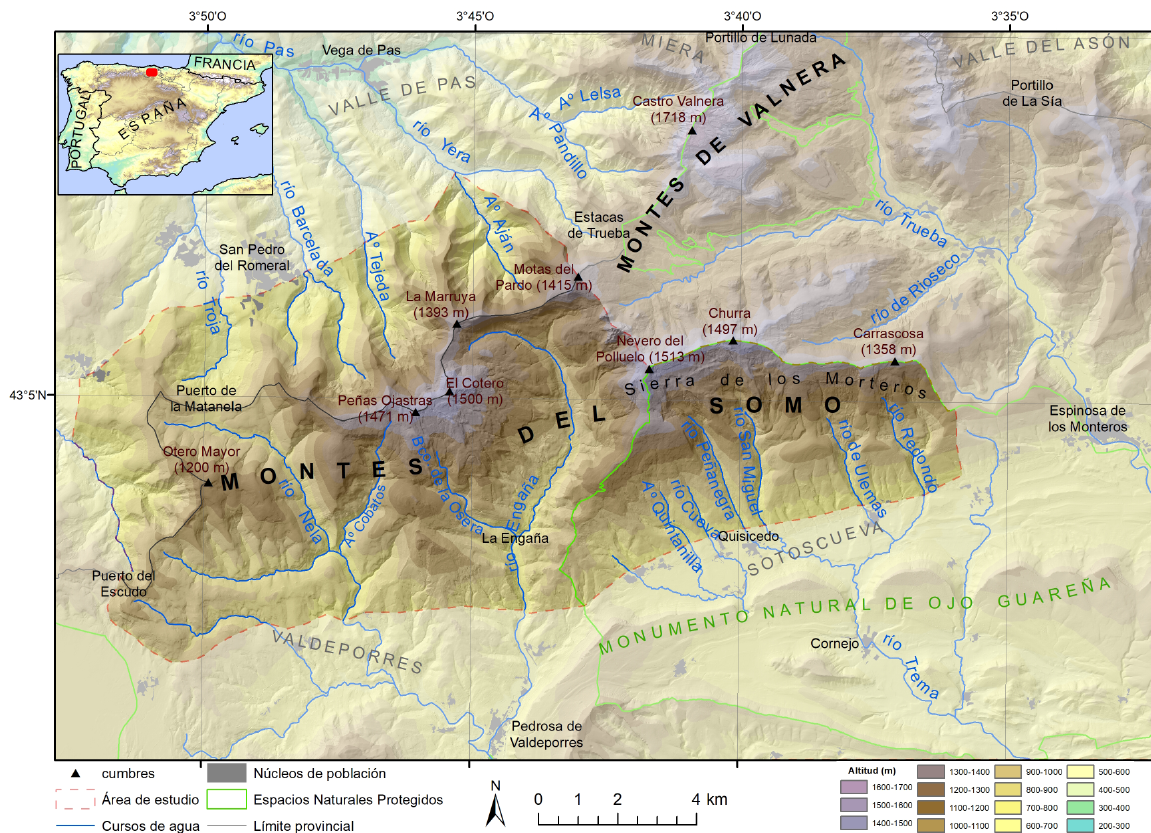 3°50'O
3°45'O
3°40'O
3°35'O
río Pas
Vega de Pas
MIERA
Portillo de Lunada
VALLE DEL ASÓN
FRANCIA
PORTUGAL
ESPAÑA
VALLE DE PAS
Aº Lelsa
Aº Pandillo
Castro Valnera
(1718 m)
MONTES DE VALNERA
Portillo
de La Sía
río Yera
río Barcelada
Aº Tejeda
Aº Aján
Estacas
de Trueba
río Trueba
San Pedro
del Romeral
río Troja
Motas del
Pardo (1415 m)
río de Rioseco
La Marruya
(1393 m)
Churra
(1497 m)
Carrascosa
(1358 m)
Nevero del
Polluelo (1513 m)
43°5'N
Puerto de
la Matanela
El Cotero
(1500 m)
Peñas Ojastras
(1471 m)
Sierra de los Morteros
MONTES DEL SOMO
Espinosa de
los Monteros
Otero Mayor
(1200 m)
río Nela
Aº Cobatos
Bco de la Osera
río Engaña
La Engaña
río Peñanegra
río San Miguel
río de Ulemas
río Redondo
río Cueva
Aº Quintanilla
Quisicedo
SOTOSCUEVA
Puerto del
Escudo
MONUMENTO NATURAL DE OJO GUAREÑA
VALDEPORRES
Cornejo
río Trema
Pedrosa de
Valdeporres
cumbres
Núcleos de población
Área de estudio
Espacios Naturales Protegidos
Cursos de agua
Límite provincial
N
0 1 2 4 km
Altitud (m)
1600-1700
1500-1600
1400-1500
1300-1400
1200-1300
1100-1200
1000-1100
900-1000
800-900
700-800
600-700
500-600
400-500
300-400
200-300